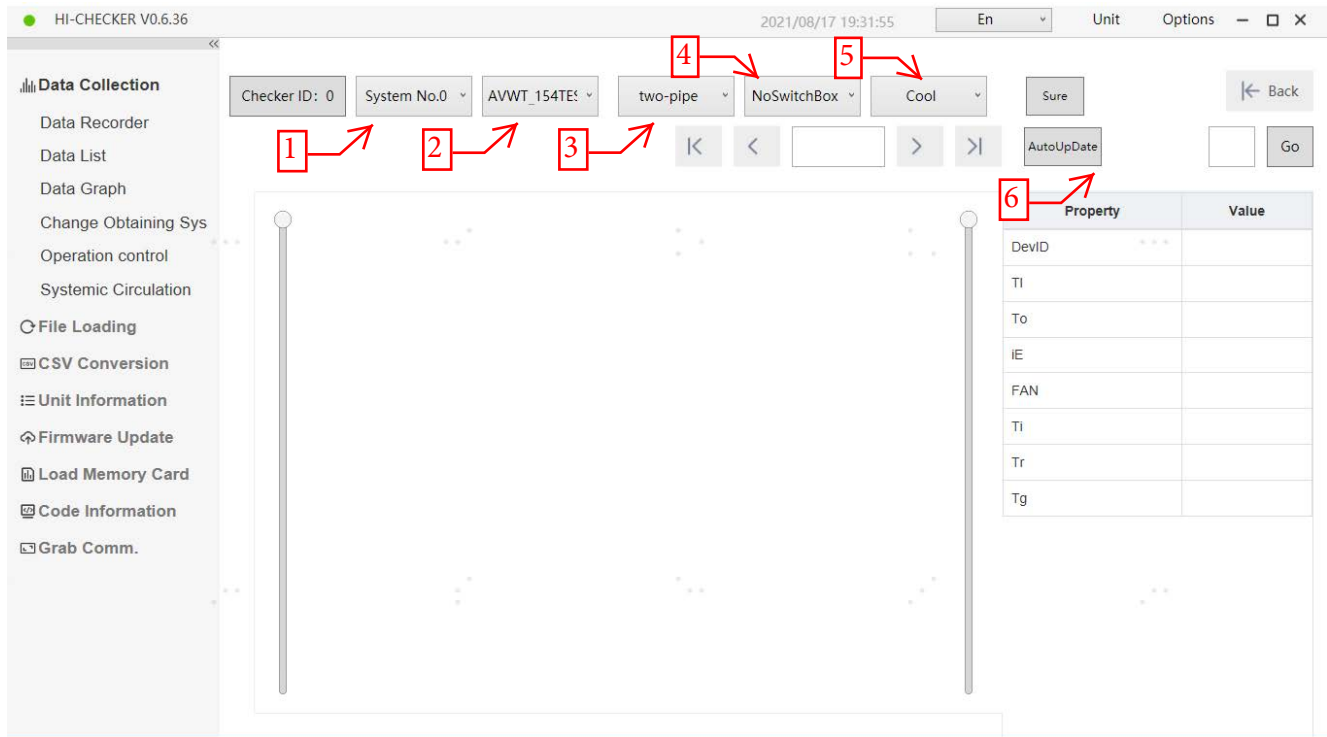 HI-CHECKER V0.6.36
2021/08/17 19:31:55
En
Unit
Options
«
Data Collection
Data Recorder
Data List
Data Graph
Change Obtaining Sys
Operation control
Systemic Circulation
File Loading
CSV Conversion
Unit Information
Firmware Update
Load Memory Card
Code Information
Grab Comm.
4
5
Checker ID: 0
System No.0
AVWT_154TES
two-pipe
NoSwitchBox
Cool
Sure
Back
1
2
3
AutoUpDate
Go
6
Property Value
DevID
TI
To
iE
FAN
Ti
Tr
Tg